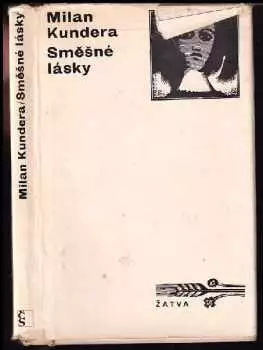 Milan
Kundera
Směšné
lásky
Milan Kundera/Směšné lásky
ŽATVA